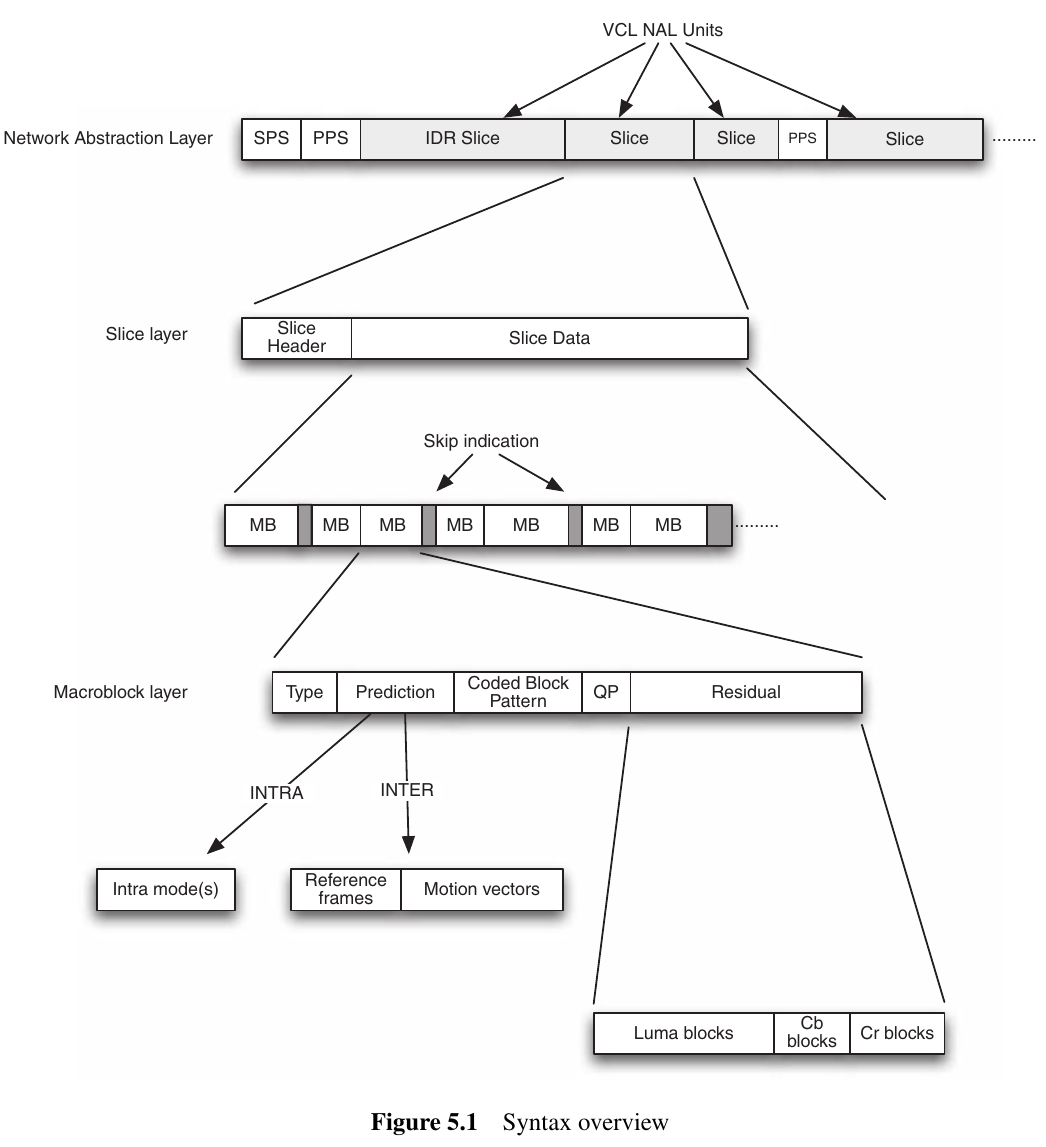 VCL NAL Units
Network Abstraction Layer
SPS
PPS
IDR Slice
Slice
Slice
PPS
Slice
.........
Slice layer
Slice
Header
Slice Data
Skip indication
MB
MB
MB
MB
MB
MB
MB
.........
Macroblock layer
Type
Prediction
Coded Block
Pattern
QP
Residual
INTRA
INTER
Intra mode(s)
Reference
frames
Motion vectors
Luma blocks
Cb
blocks
Cr blocks
Figure 5.1 Syntax overview